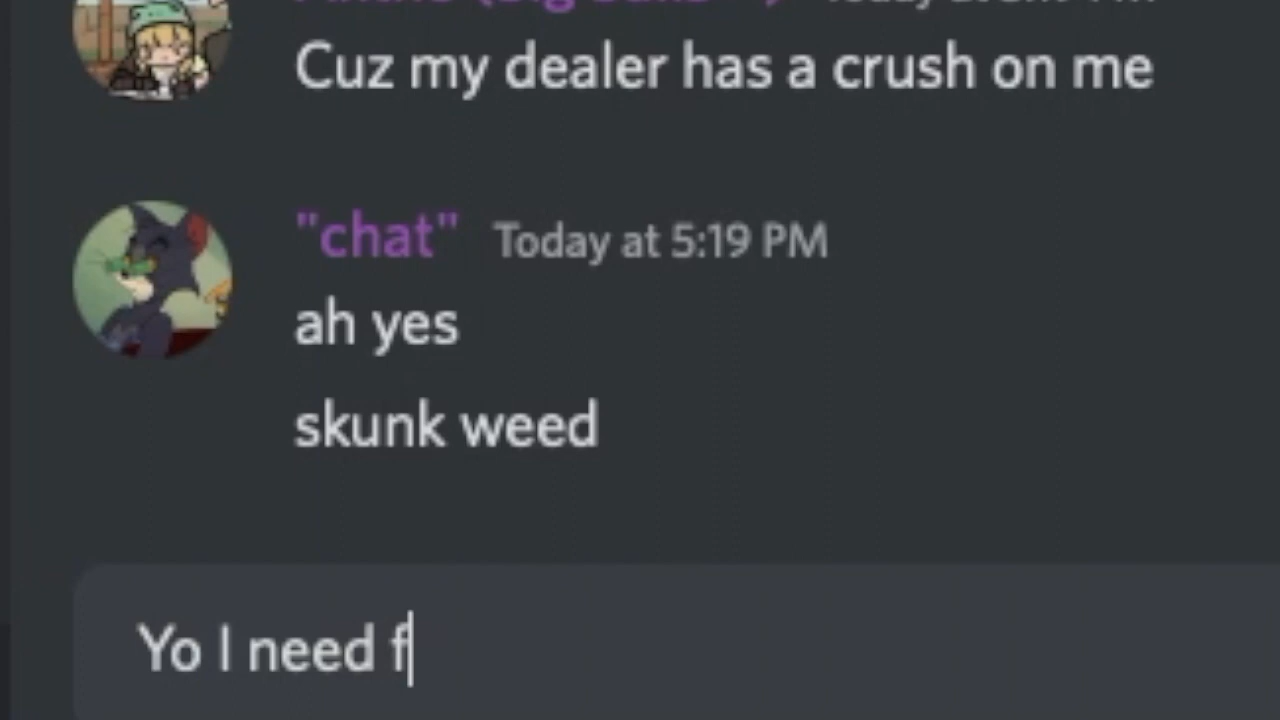 Cuz my dealer has a crush on me
"chat" Today at 5:19 PM
ah yes
skunk weed
Yo I need f